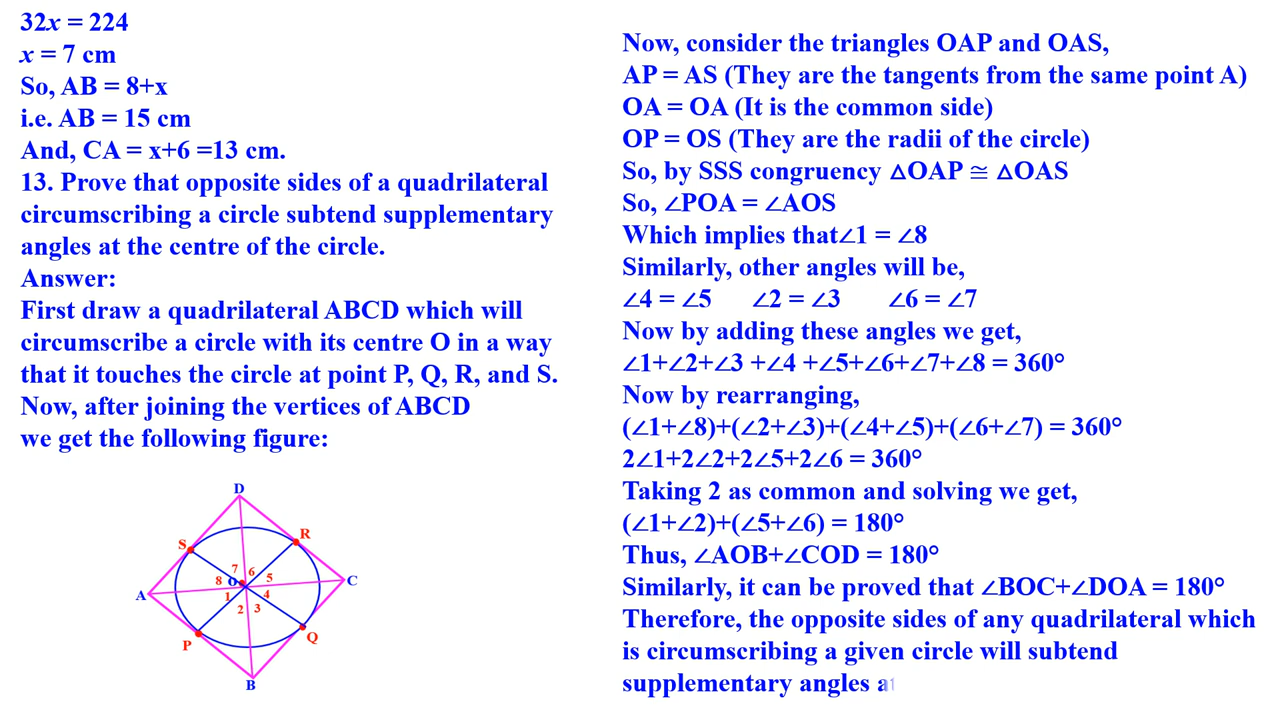 32x = 224
x = 7 cm
So, AB = 8+x
i.e. AB = 15 cm
And, CA = x+6 =13 cm.
13. Prove that opposite sides of a quadrilateral
circumscribing a circle subtend supplementary
angles at the centre of the circle.
Answer:
First draw a quadrilateral ABCD which will
circumscribe a circle with its centre O in a way
that it touches the circle at point P, Q, R, and S.
Now, after joining the vertices of ABCD
we get the following figure:
D
S
R
7
6
8
O
5
C
A
1
4
2
3
P
Q
B
Now, consider the triangles OAP and OAS,
AP = AS (They are the tangents from the same point A)
OA = OA (It is the common side)
OP = OS (They are the radii of the circle)
So, by SSS congruency △OAP ≅ △OAS
So, ∠POA = ∠AOS
Which implies that∠1 = ∠8
Similarly, other angles will be,
∠4 = ∠5 ∠2 = ∠3 ∠6 = ∠7
Now by adding these angles we get,
∠1+∠2+∠3 +∠4 +∠5+∠6+∠7+∠8 = 360°
Now by rearranging,
(∠1+∠8)+(∠2+∠3)+(∠4+∠5)+(∠6+∠7) = 360°
2∠1+2∠2+2∠5+2∠6 = 360°
Taking 2 as common and solving we get,
(∠1+∠2)+(∠5+∠6) = 180°
Thus, ∠AOB+∠COD = 180°
Similarly, it can be proved that ∠BOC+∠DOA = 180°
Therefore, the opposite sides of any quadrilateral which
is circumscribing a given circle will subtend
supplementary angles at